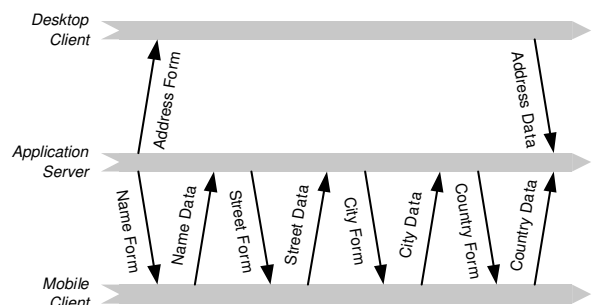 Desktop
Client
Address Form
Address Data
Application
Server
Name Form
Name Data
Street Form
Street Data
City Form
City Data
Country Form
Country Data
Mobile
Client